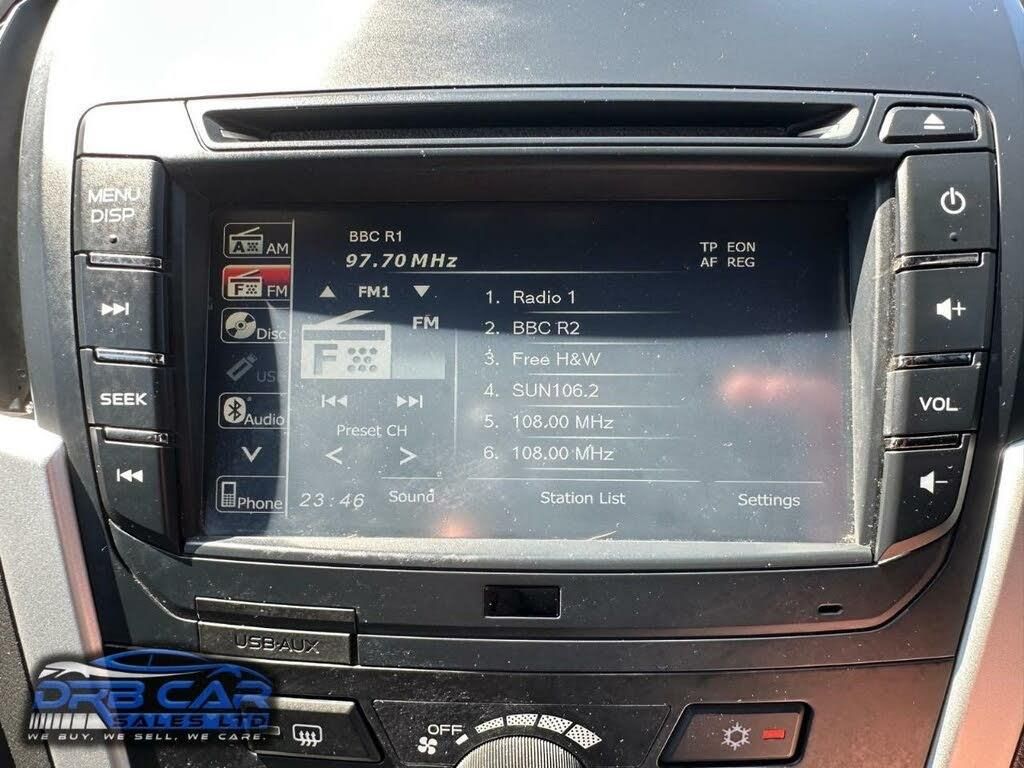 MENU
DISP
SEEK
VOL
AM
FM
Disc
USB
Audio
Phone
BBC R1
97.70 MHz
TP EON
AF REG
FM1
FM
Preset CH
1. Radio 1
2. BBC R2
3. Free H&W
4. SUN106.2
5. 108.00 MHz
6. 108.00 MHz
23:46
Sound
Station List
Settings
USB·AUX
OFF
DRB CAR
SALES LTD
WE BUY, WE SELL, WE CARE.